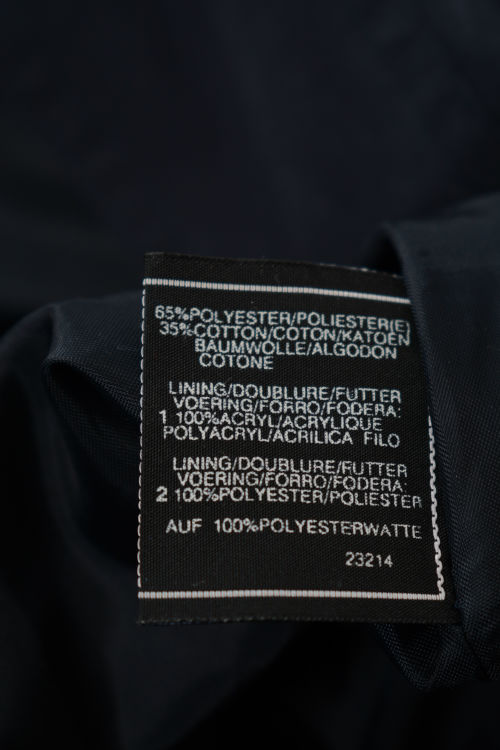 65%POLYESTER/POLIESTER(E)
35%COTTON/COTON/KATOEN
BAUMWOLLE/ALGODON
COTONE
LINING/DOUBLURE/FUTTER
VOERING/FORRO/FODERA:
1 100%ACRYL/ACRYLIQUE
POLYACRYL/ACRILICA FILO
LINING/DOUBLURE/FUTTER
VOERING/FORRO/FODERA:
2 100%POLYESTER/POLIESTER
AUF 100%POLYESTERWATTE
23214